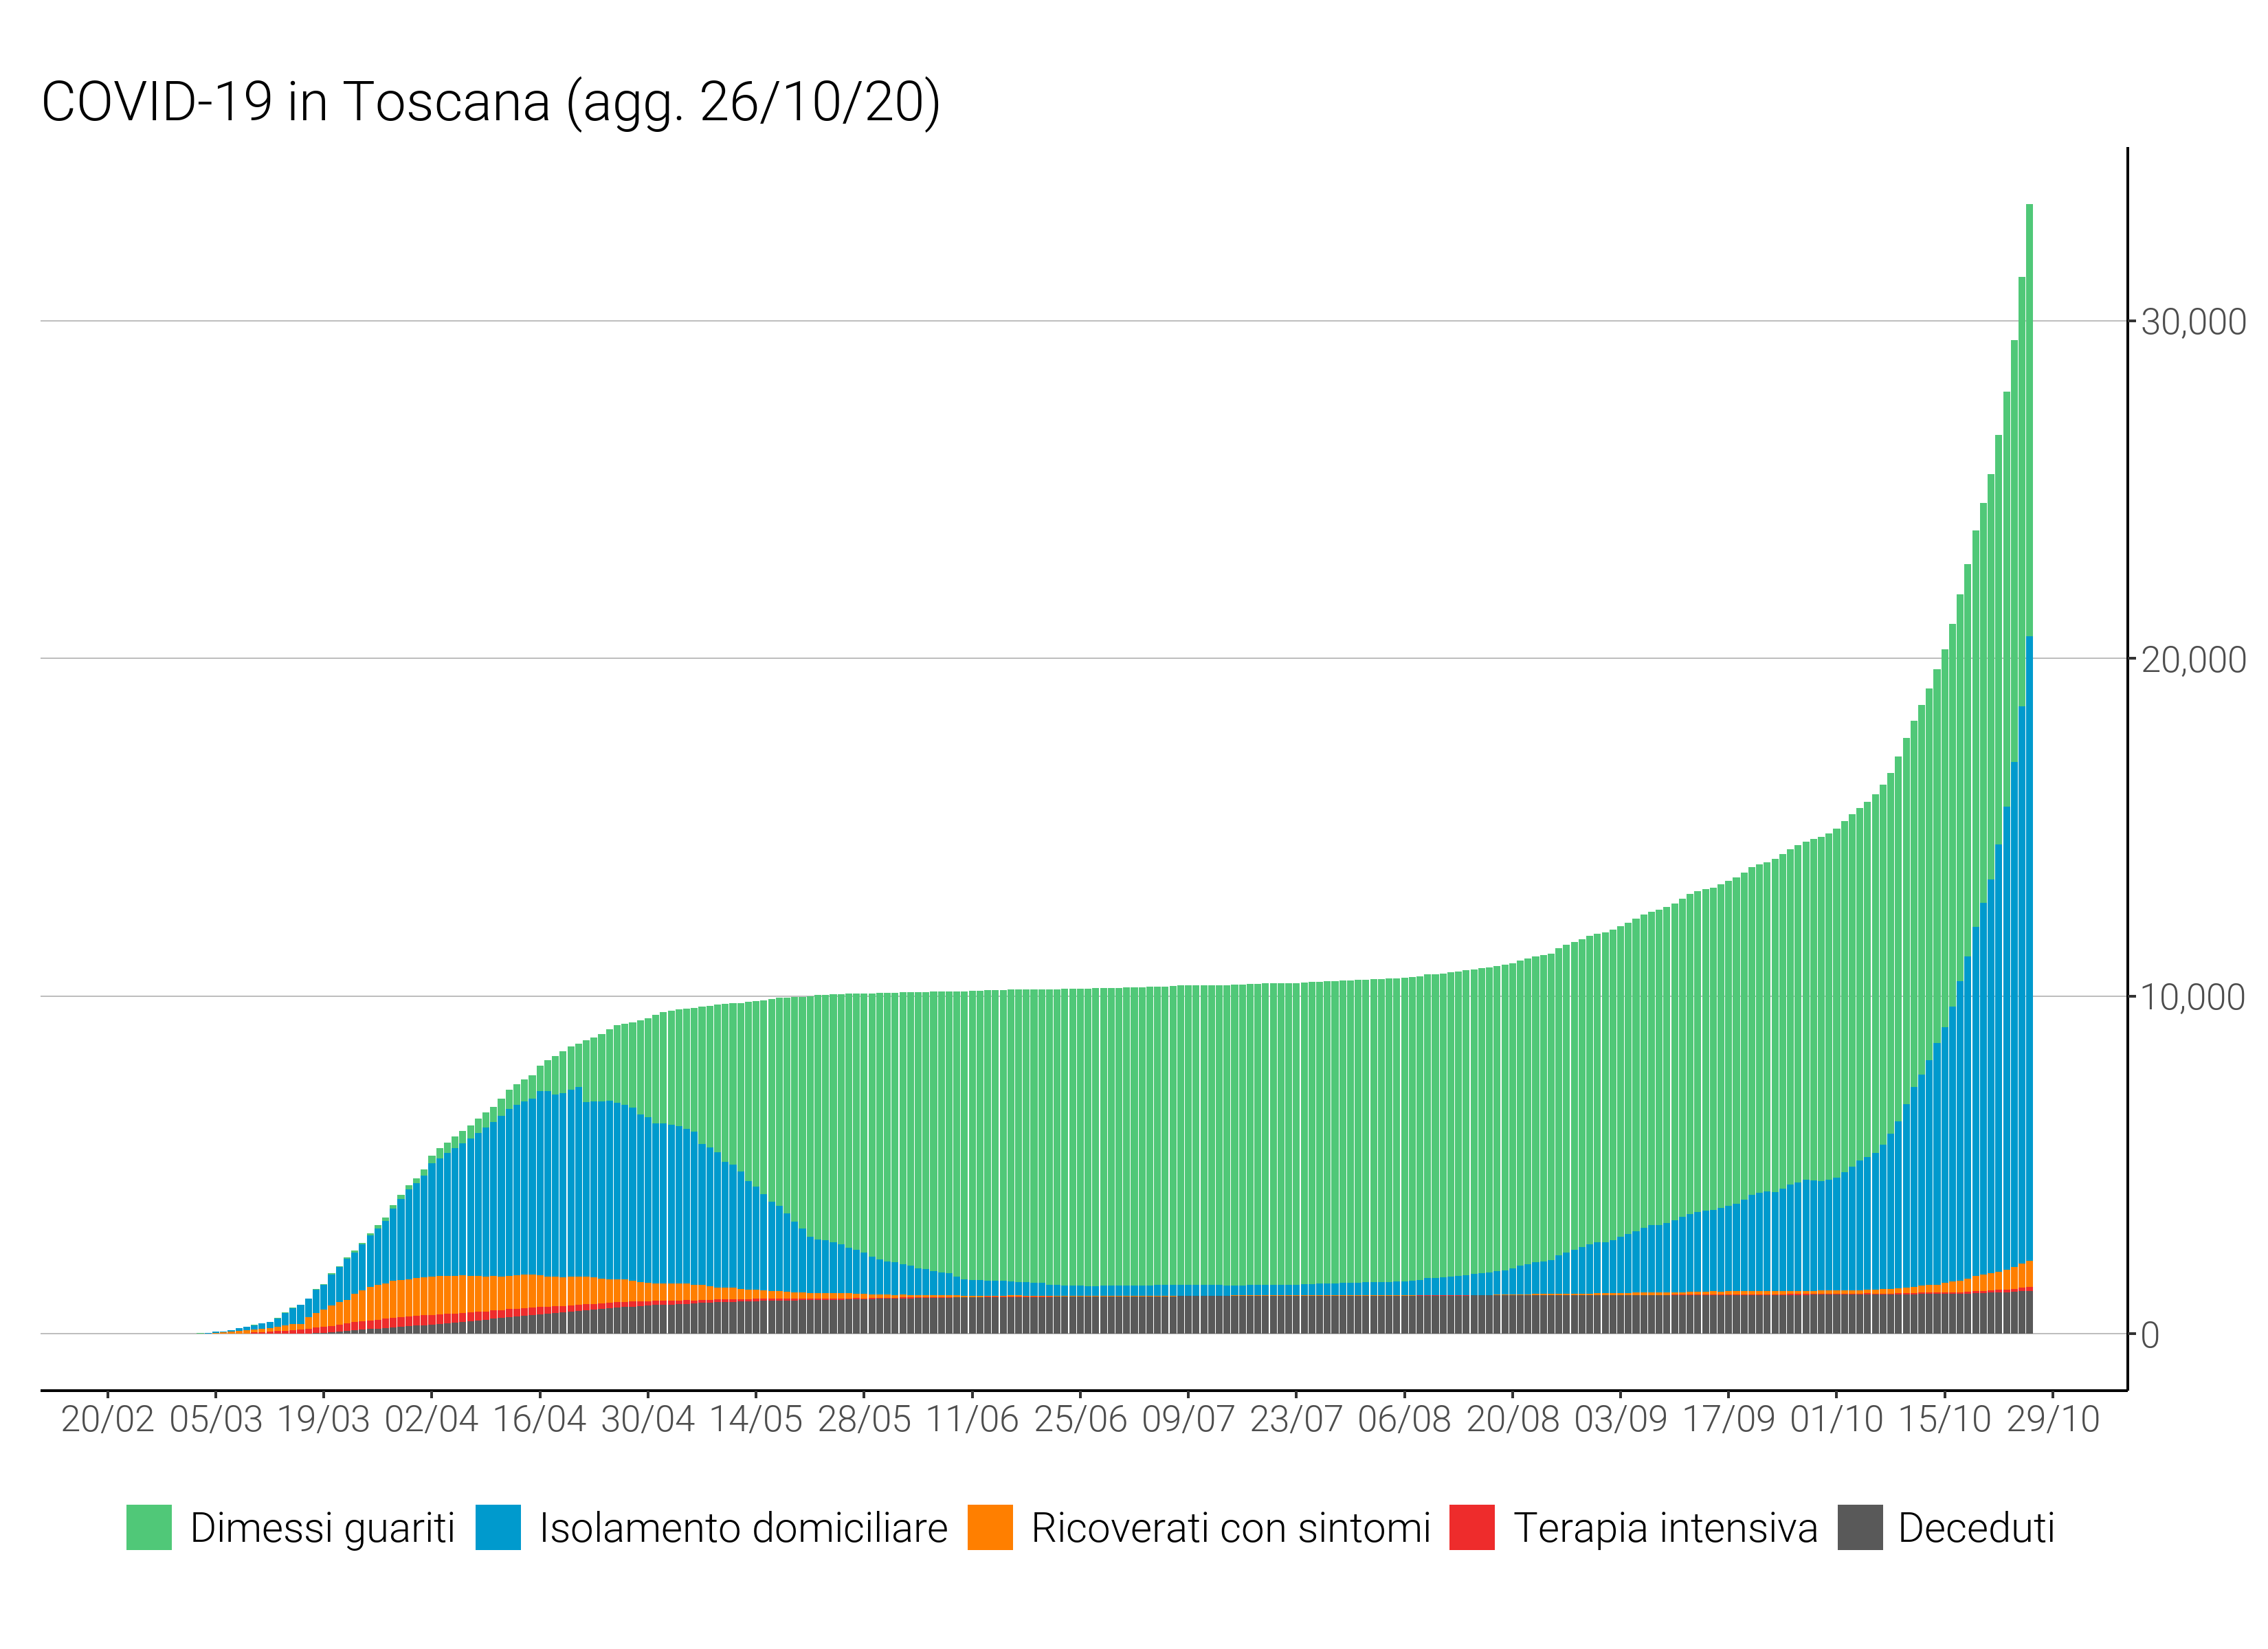 COVID-19 in Toscana (agg. 26/10/20)
30,000
20,000
10,000
0
20/02 05/03 19/03 02/04 16/04 30/04 14/05 28/05 11/06 25/06 09/07 23/07 06/08 20/08 03/09 17/09 01/10 15/10 29/10
Dimessi guariti Isolamento domiciliare Ricoverati con sintomi Terapia intensiva Deceduti